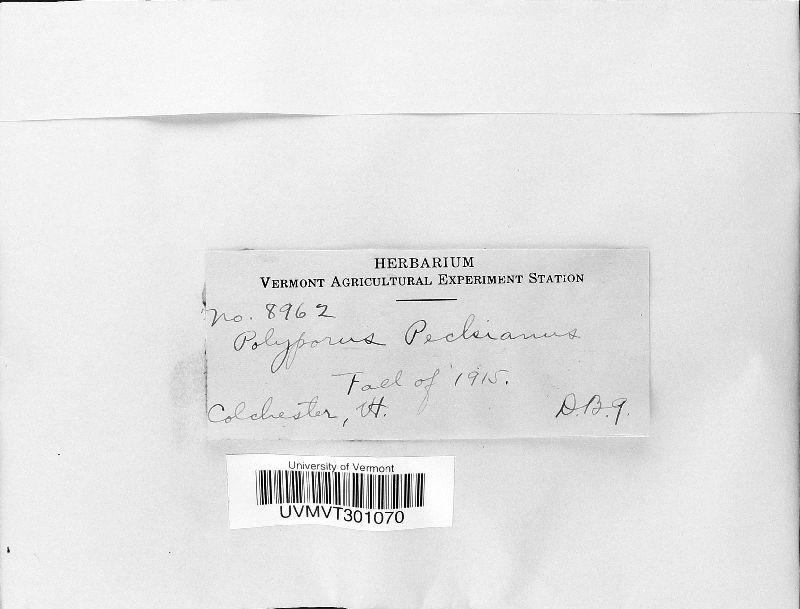 HERBARIUM
VERMONT AGRICULTURAL EXPERIMENT STATION
No. 8962
Polyporus Peckianus
Fall of 1915.
Colchester, Vt. D.B.G.
University of Vermont
UVMVT301070